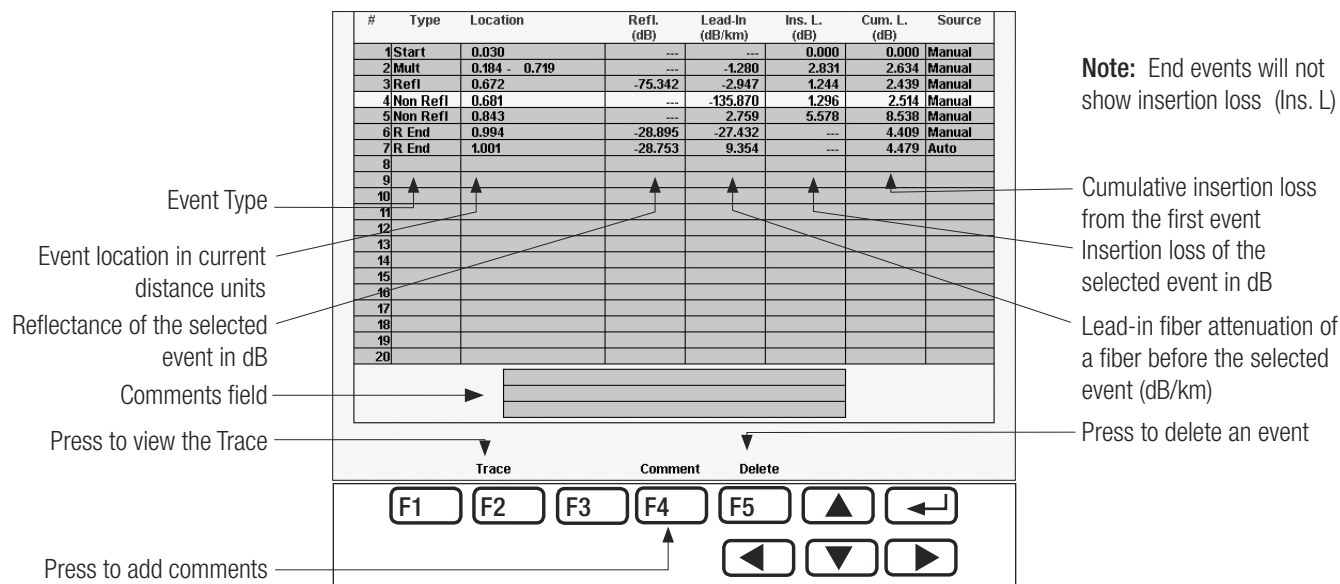 # Type Location Refl. (dB) Lead-In (dB/km) Ins. L. (dB) Cum. L. (dB) Source
1 Start 0.030 --- --- 0.000 0.000 Manual
2 Mult 0.184 - 0.719 --- -1.280 2.831 2.634 Manual
3 Refl 0.672 -75.342 -2.947 1.244 2.439 Manual
4 Non Refl 0.681 --- -135.870 1.296 2.514 Manual
5 Non Refl 0.843 --- 2.759 5.578 8.538 Manual
6 R End 0.994 -28.895 -27.432 --- 4.409 Manual
7 R End 1.001 -28.753 9.354 --- 4.479 Auto
8
9
10
11
12
13
14
15
16
17
18
19
20
Note: End events will not
show insertion loss (Ins. L)
Event Type
Event location in current
distance units
Reflectance of the selected
event in dB
Comments field
Press to view the Trace
Cumulative insertion loss
from the first event
Insertion loss of the
selected event in dB
Lead-in fiber attenuation of
a fiber before the selected
event (dB/km)
Press to delete an event
Trace Comment Delete
F1 F2 F3 F4 F5
Press to add comments